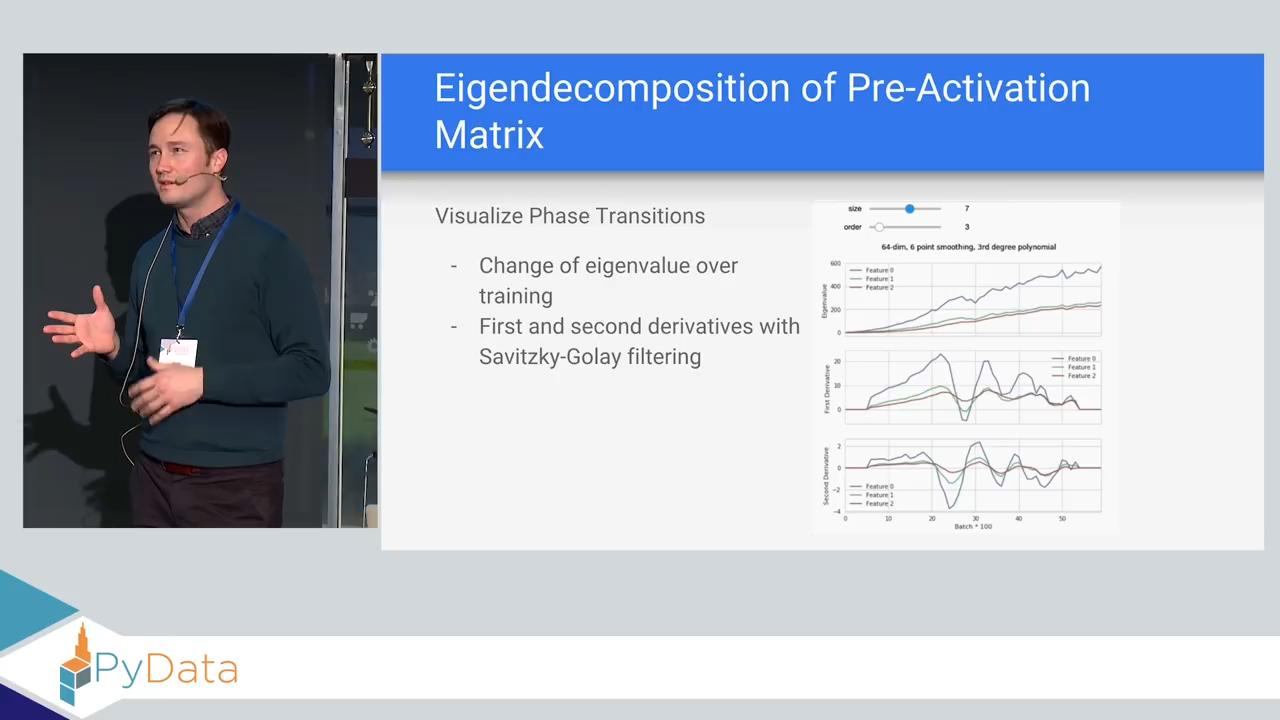 Eigendecomposition of Pre-Activation
Matrix
Visualize Phase Transitions
- Change of eigenvalue over
training
- First and second derivatives with
Savitzky-Golay filtering
size 7
order 3
64-dim, 6 point smoothing, 3rd degree polynomial
600
400
200
0
Eigenvalue
Feature 0
Feature 1
Feature 2
20
10
0
First Derivative
Feature 0
Feature 1
Feature 2
2
0
−2
−4
Second Derivative
Feature 0
Feature 1
Feature 2
0 10 20 30 40 50
Batch * 100
PyData